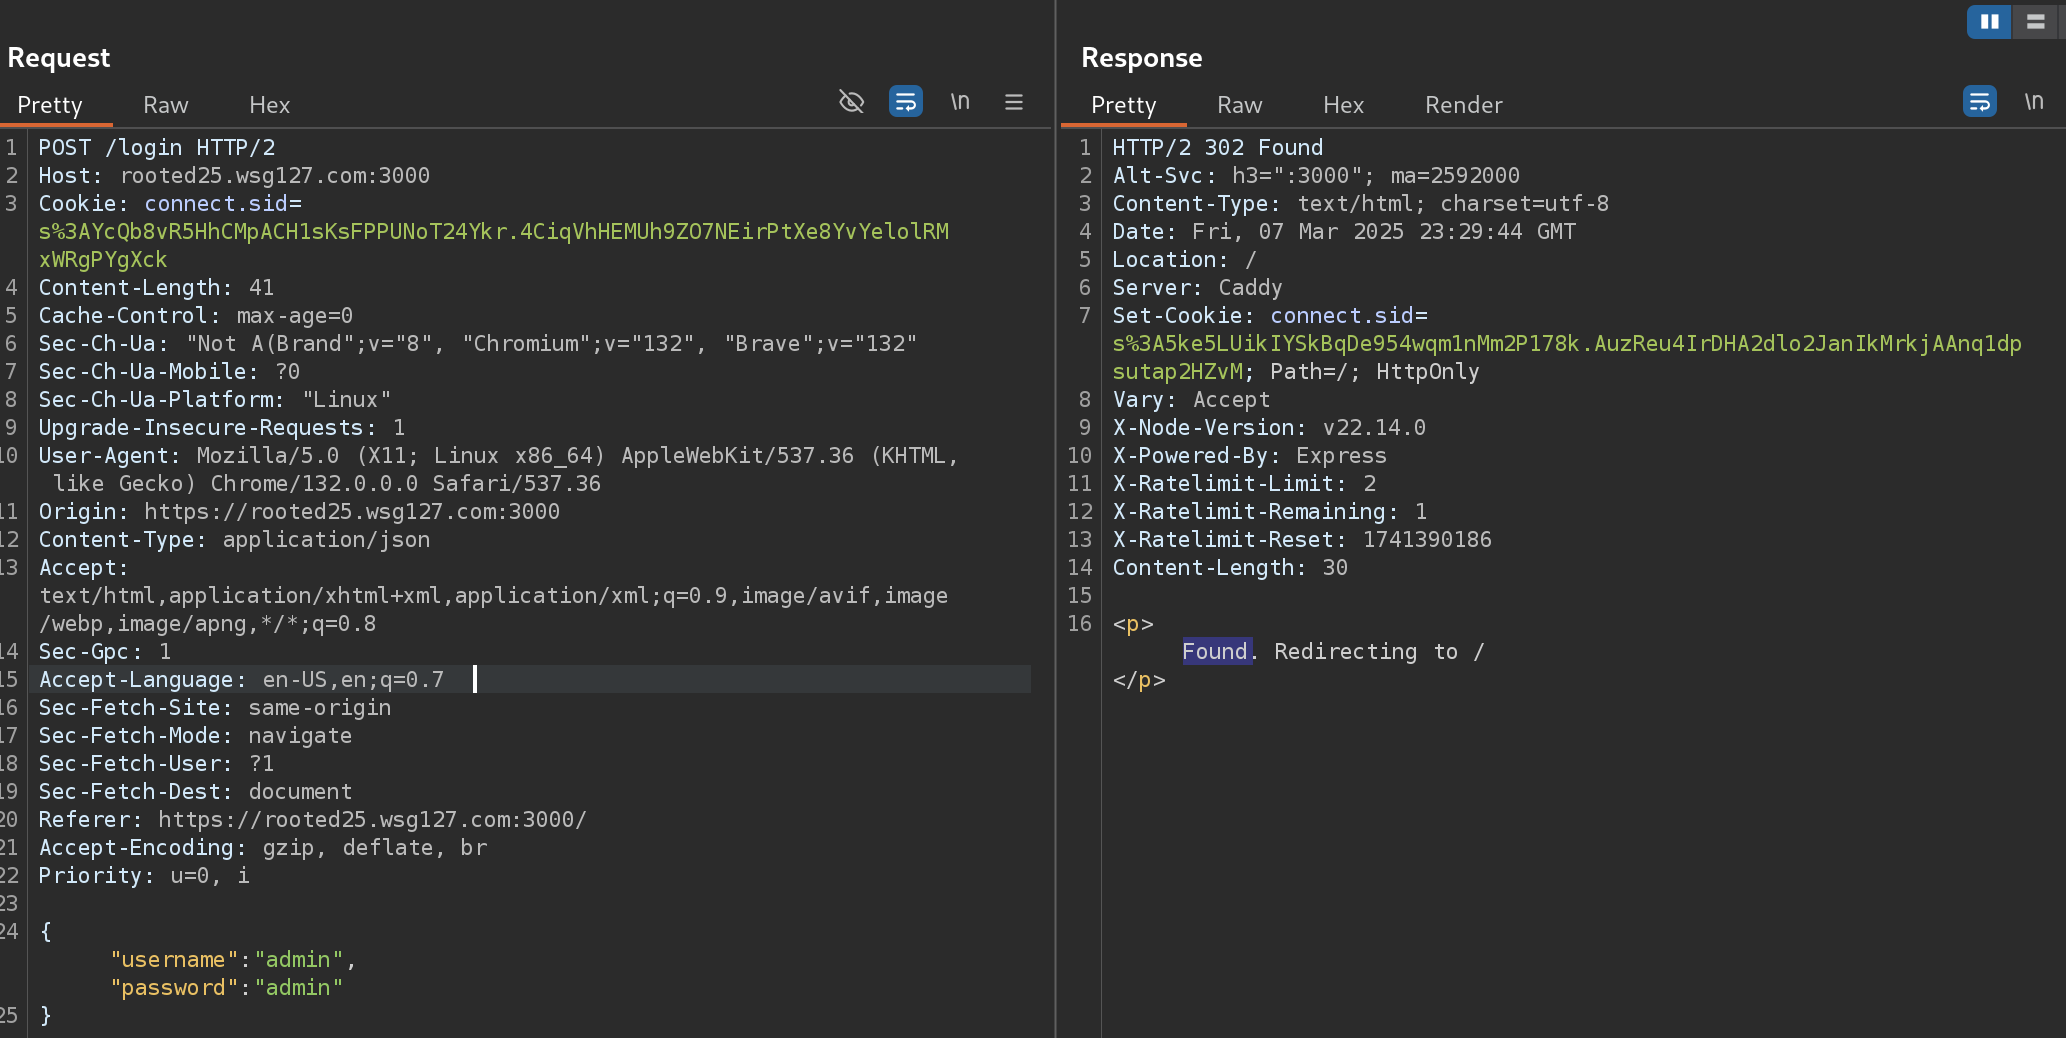 Request
Pretty Raw Hex \n
1 POST /login HTTP/2
2 Host: rooted25.wsg127.com:3000
3 Cookie: connect.sid=
s%3AYcQb8vR5HhCMpACH1sKsFPPUNoT24Ykr.4CiqVhHEMUh9ZO7NEirPtXe8YvYelolRM
xWRgPYgXck
4 Content-Length: 41
5 Cache-Control: max-age=0
6 Sec-Ch-Ua: "Not A(Brand";v="8", "Chromium";v="132", "Brave";v="132"
7 Sec-Ch-Ua-Mobile: ?0
8 Sec-Ch-Ua-Platform: "Linux"
9 Upgrade-Insecure-Requests: 1
10 User-Agent: Mozilla/5.0 (X11; Linux x86_64) AppleWebKit/537.36 (KHTML,
like Gecko) Chrome/132.0.0.0 Safari/537.36
11 Origin: https://rooted25.wsg127.com:3000
12 Content-Type: application/json
13 Accept:
text/html,application/xhtml+xml,application/xml;q=0.9,image/avif,image
/webp,image/apng,*/*;q=0.8
14 Sec-Gpc: 1
15 Accept-Language: en-US,en;q=0.7
16 Sec-Fetch-Site: same-origin
17 Sec-Fetch-Mode: navigate
18 Sec-Fetch-User: ?1
19 Sec-Fetch-Dest: document
20 Referer: https://rooted25.wsg127.com:3000/
21 Accept-Encoding: gzip, deflate, br
22 Priority: u=0, i
23
24 {
"username":"admin",
"password":"admin"
25 }
Response
Pretty Raw Hex Render \n
1 HTTP/2 302 Found
2 Alt-Svc: h3=":3000"; ma=2592000
3 Content-Type: text/html; charset=utf-8
4 Date: Fri, 07 Mar 2025 23:29:44 GMT
5 Location: /
6 Server: Caddy
7 Set-Cookie: connect.sid=
s%3A5ke5LUikIYSkBqDe954wqm1nMm2P178k.AuzReu4IrDHA2dlo2JanIkMrkjAAnq1dp
sutap2HZvM; Path=/; HttpOnly
8 Vary: Accept
9 X-Node-Version: v22.14.0
10 X-Powered-By: Express
11 X-Ratelimit-Limit: 2
12 X-Ratelimit-Remaining: 1
13 X-Ratelimit-Reset: 1741390186
14 Content-Length: 30
15
16 <p>
Found. Redirecting to /
</p>